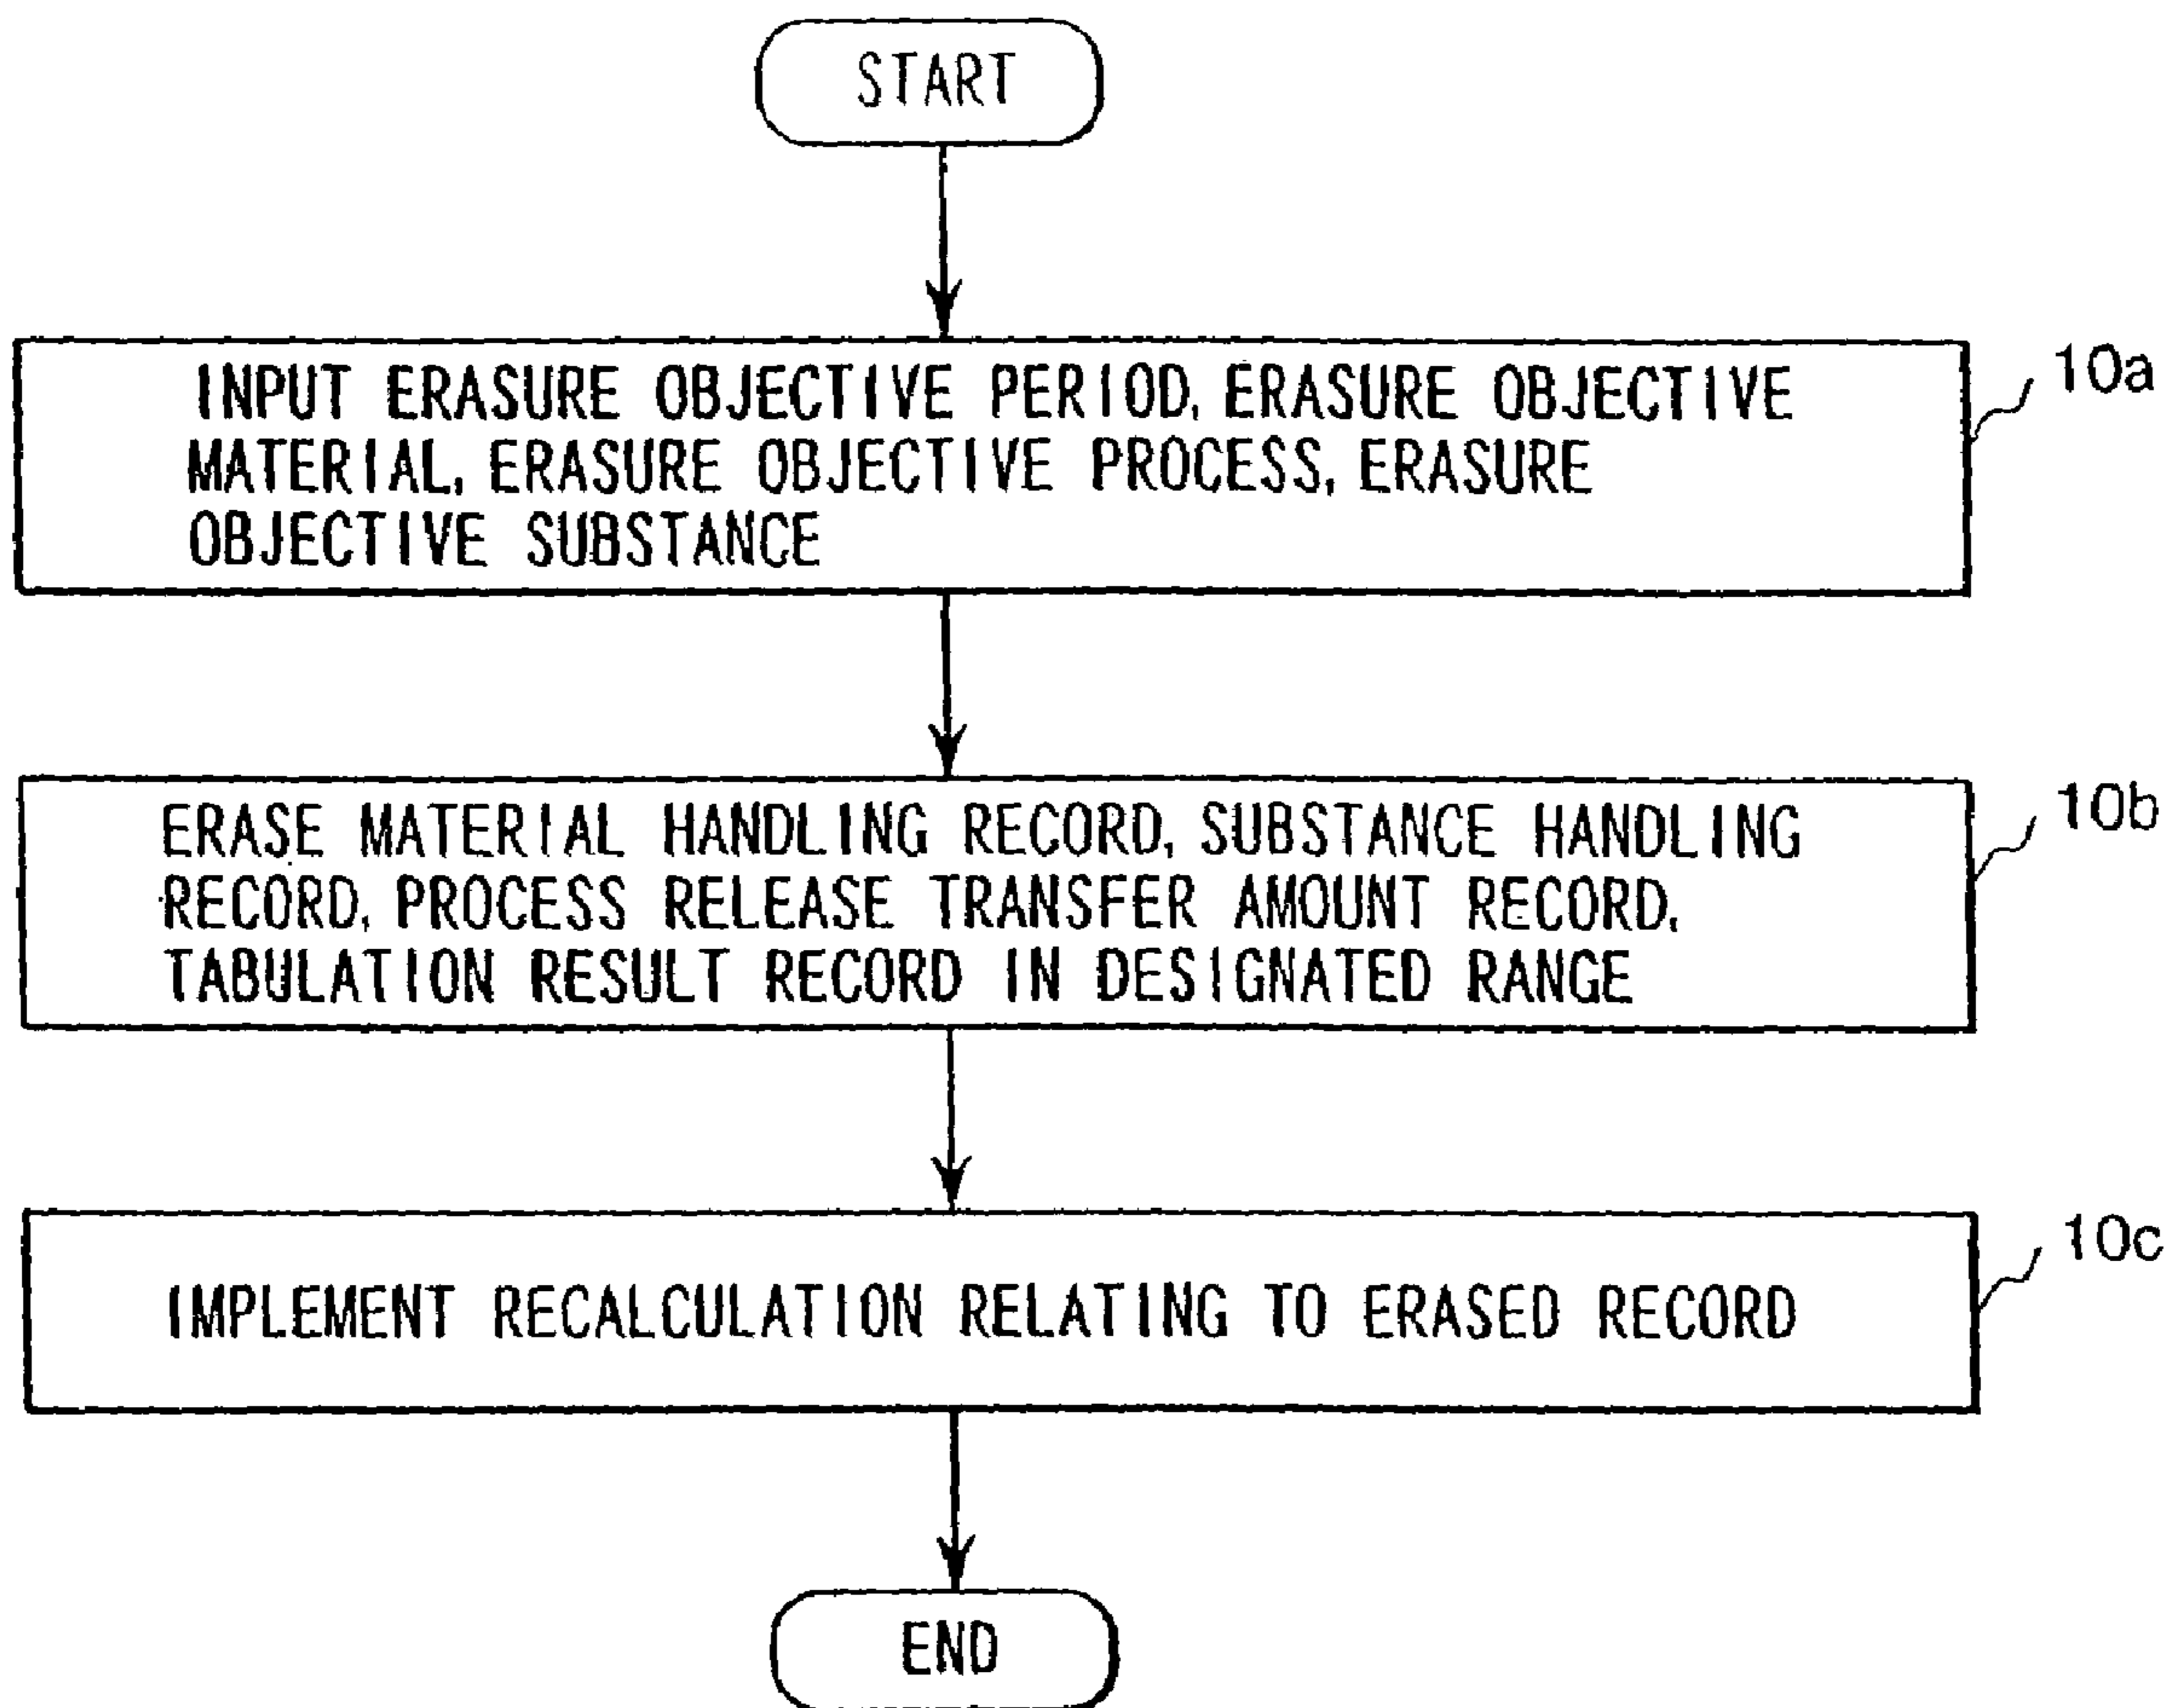 START
INPUT ERASURE OBJECTIVE PERIOD, ERASURE OBJECTIVE
MATERIAL, ERASURE OBJECTIVE PROCESS, ERASURE
OBJECTIVE SUBSTANCE
10a
ERASE MATERIAL HANDLING RECORD, SUBSTANCE HANDLING
RECORD, PROCESS RELEASE TRANSFER AMOUNT RECORD,
TABULATION RESULT RECORD IN DESIGNATED RANGE
10b
IMPLEMENT RECALCULATION RELATING TO ERASED RECORD
10c
END